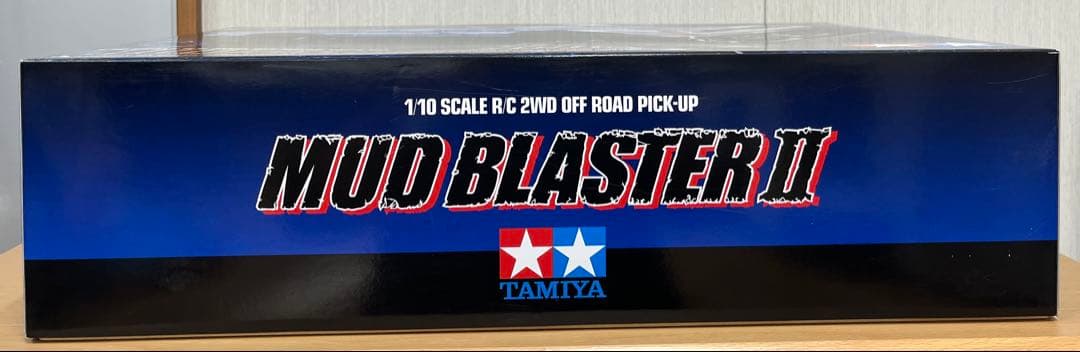 1/10 SCALE R/C 2WD OFF ROAD PICK-UP
MUD BLASTER II
TAMIYA